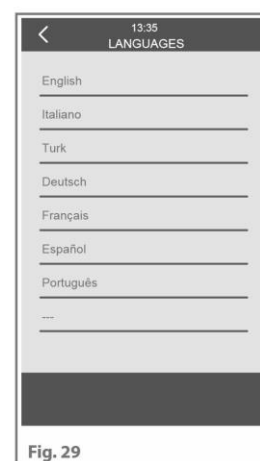 13:35
LANGUAGES
English
Italiano
Turk
Deutsch
Français
Español
Português
---
Fig. 29